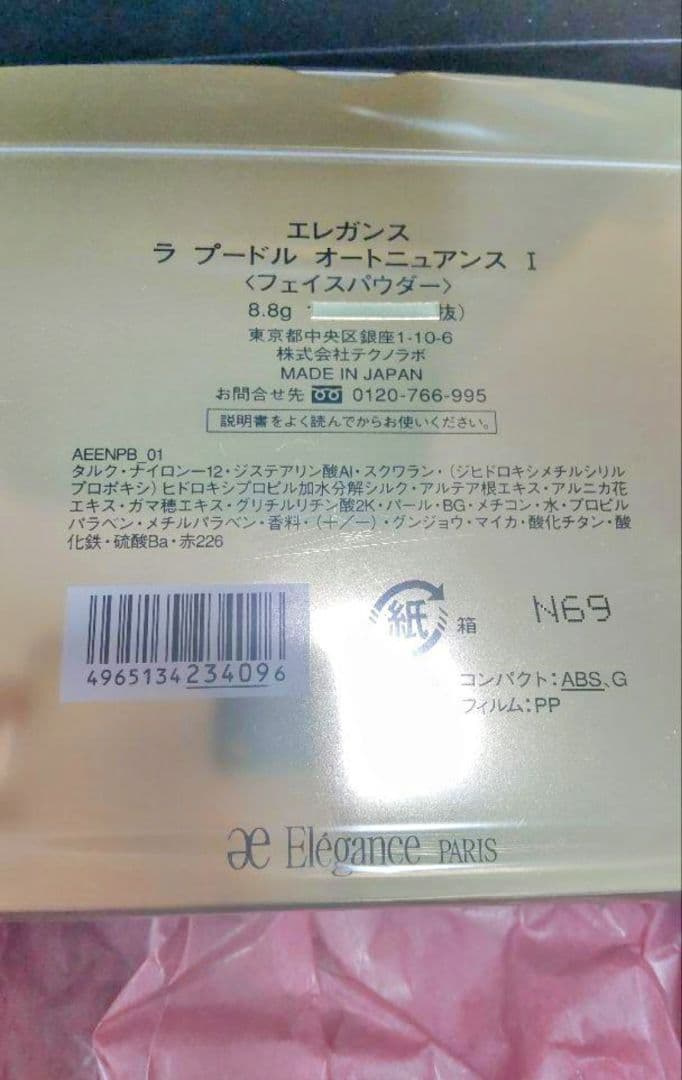 エレガンス
ラ プードル オートニュアンス I
〈フェイスパウダー〉
8.8g 抜)
東京都中央区銀座1-10-6
株式会社テクノラボ
MADE IN JAPAN
お問合せ先 0120-766-995
説明書をよく読んでからお使いください。
AEENPB_01
タルク・ナイロン−12・ジステアリン酸Al・スクワラン・(ジヒドロキシメチルシリル
プロポキシ)ヒドロキシプロピル加水分解シルク・アルテア根エキス・アルニカ花
エキス・ガマ穂エキス・グリチルリチン酸2K・パール・BG・メチコン・水・プロピル
パラベン・メチルパラベン・香料・(+/−)・グンジョウ・マイカ・酸化チタン・酸
化鉄・硫酸Ba・赤226
4965134234096
紙 箱
N69
コンパクト:ABS、G
フィルム:PP
æ Elégance PARIS